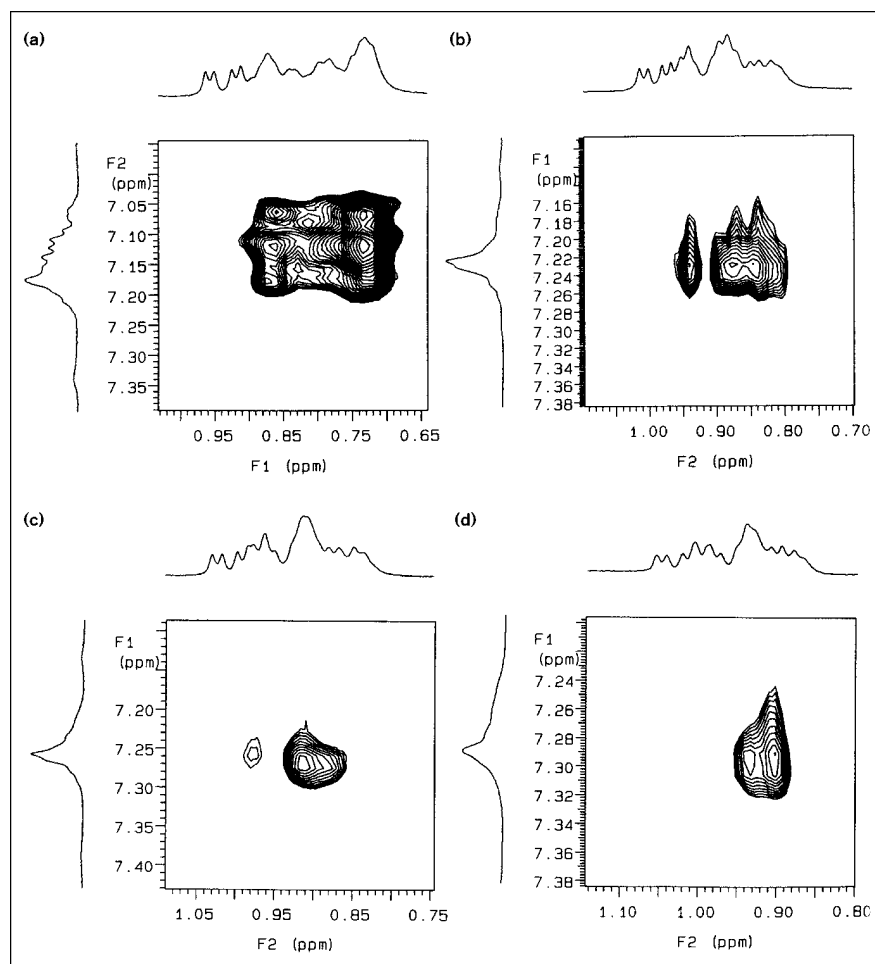 (a)
F2
(ppm)
7.05
7.10
7.15
7.20
7.30
7.35
0.95 0.85 0.75 0.65
F1 (ppm)
(b)
F1
(ppm)
7.16
7.18
7.20
7.22
7.24
7.26
7.28
7.30
7.32
7.34
7.36
7.38
1.00 0.90 0.80 0.70
F2 (ppm)
(c)
F1
(ppm)
7.20
7.25
7.30
7.35
7.40
1.05 0.95 0.85 0.75
F2 (ppm)
(d)
F1
(ppm)
7.24
7.26
7.28
7.30
7.32
7.34
7.36
7.38
1.10 1.00 0.90 0.80
F2 (ppm)